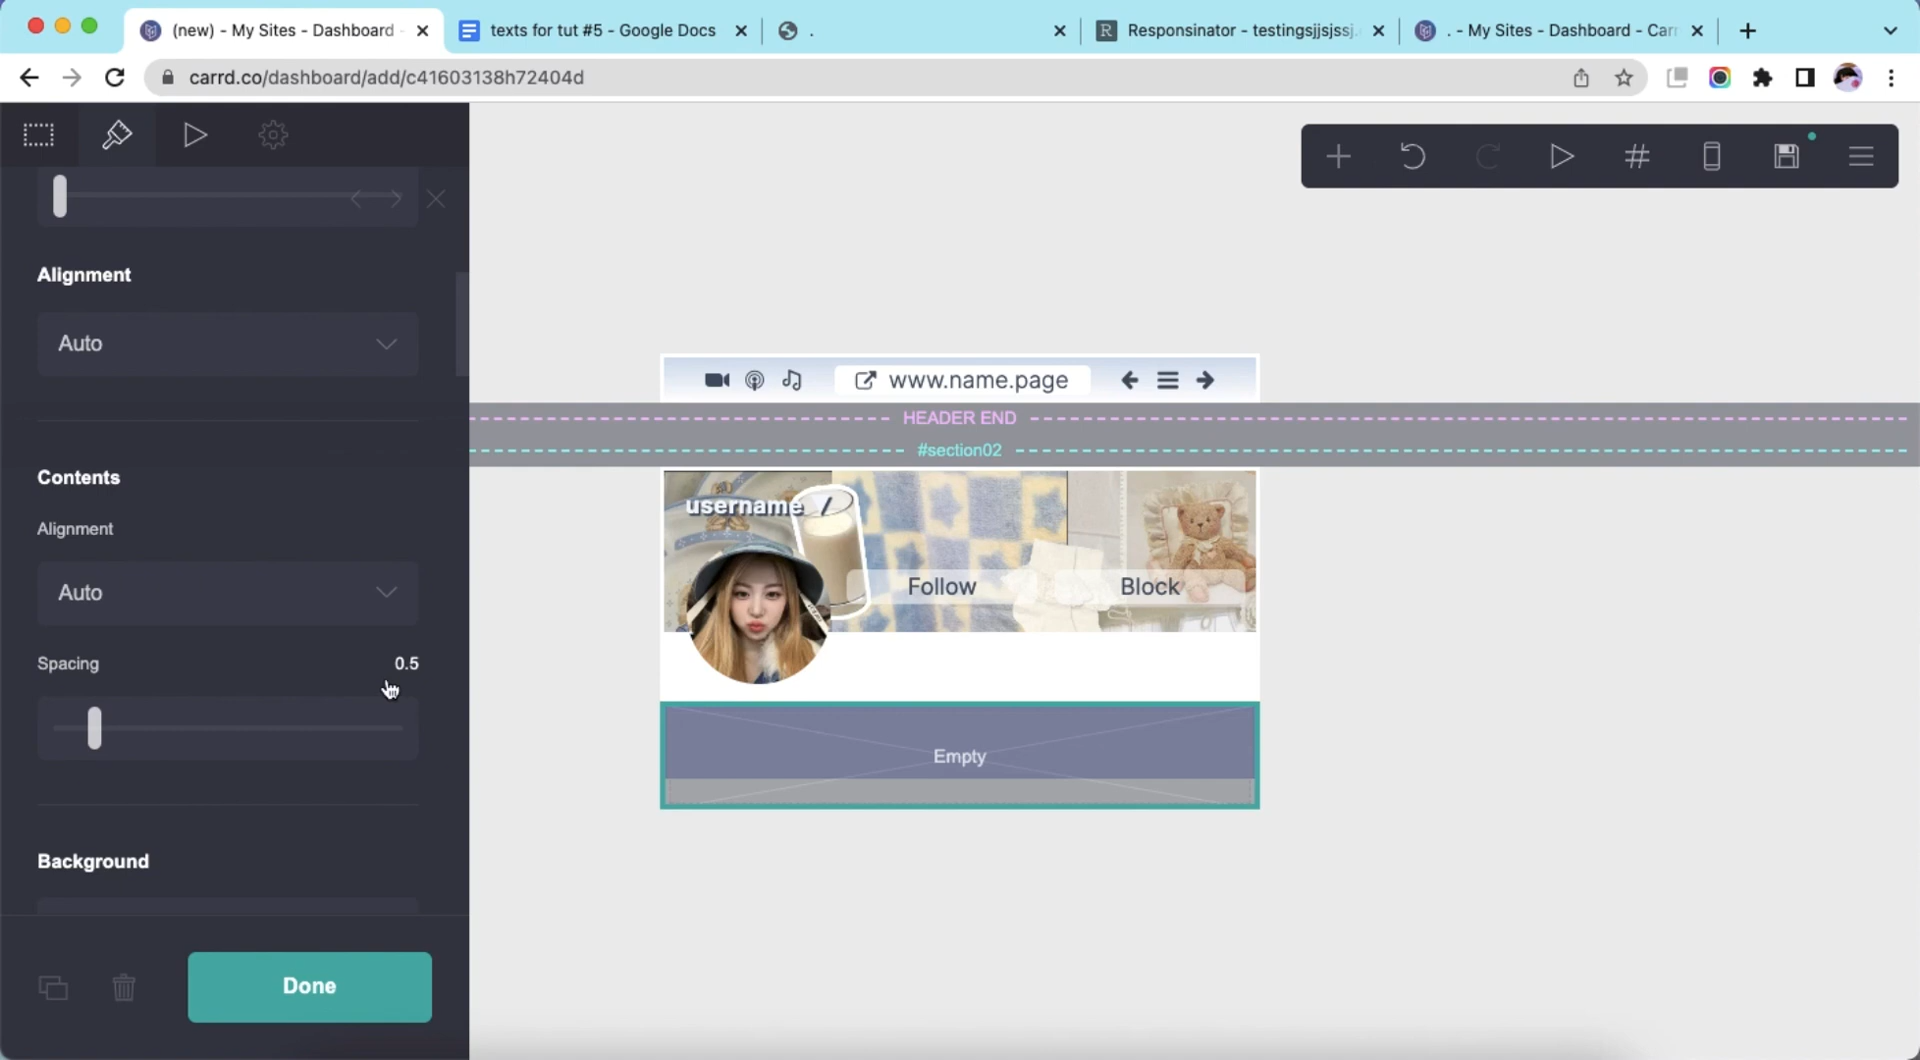 (new) - My Sites - Dashboard -
texts for tut #5 - Google Docs
.
Responsinator - testingsjjsjssj.
. - My Sites - Dashboard - Carr
carrd.co/dashboard/add/c41603138h72404d
Alignment
Auto
www.name.page
HEADER END
#section02
Contents
username /
Alignment
Auto
Follow
Block
Spacing
0.5
Empty
Background
Done